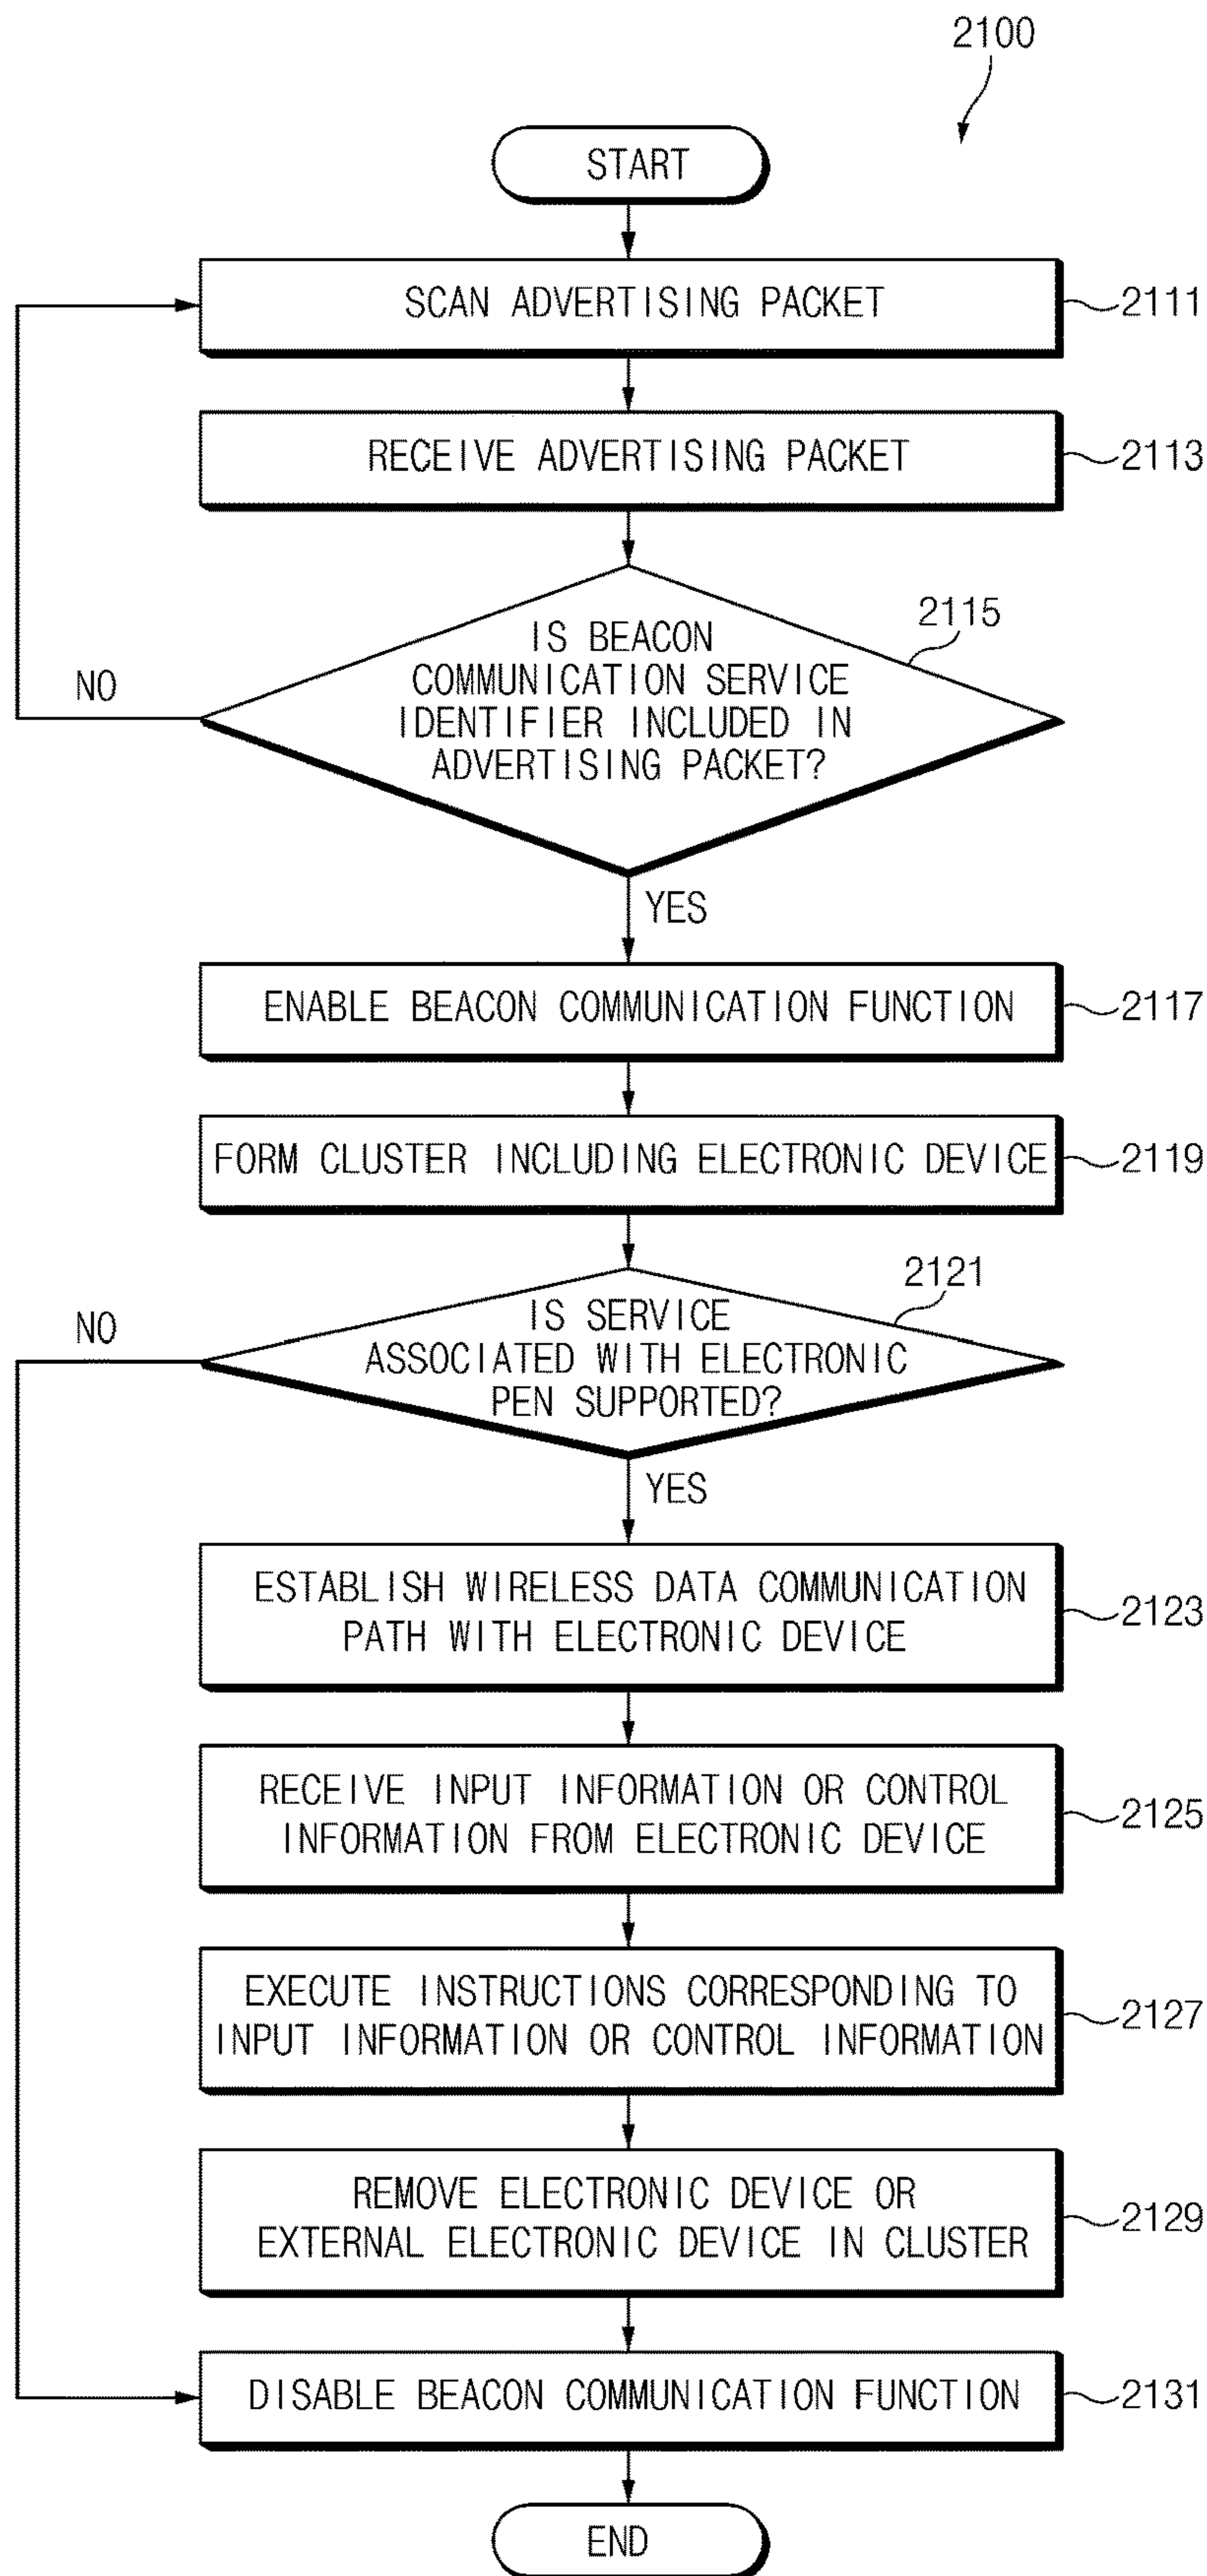 2100
START
SCAN ADVERTISING PACKET
2111
RECEIVE ADVERTISING PACKET
2113
2115
IS BEACON
COMMUNICATION SERVICE
IDENTIFIER INCLUDED IN
ADVERTISING PACKET?
NO
YES
ENABLE BEACON COMMUNICATION FUNCTION
2117
FORM CLUSTER INCLUDING ELECTRONIC DEVICE
2119
2121
IS SERVICE
ASSOCIATED WITH ELECTRONIC
PEN SUPPORTED?
NO
YES
ESTABLISH WIRELESS DATA COMMUNICATION
PATH WITH ELECTRONIC DEVICE
2123
RECEIVE INPUT INFORMATION OR CONTROL
INFORMATION FROM ELECTRONIC DEVICE
2125
EXECUTE INSTRUCTIONS CORRESPONDING TO
INPUT INFORMATION OR CONTROL INFORMATION
2127
REMOVE ELECTRONIC DEVICE OR
EXTERNAL ELECTRONIC DEVICE IN CLUSTER
2129
DISABLE BEACON COMMUNICATION FUNCTION
2131
END